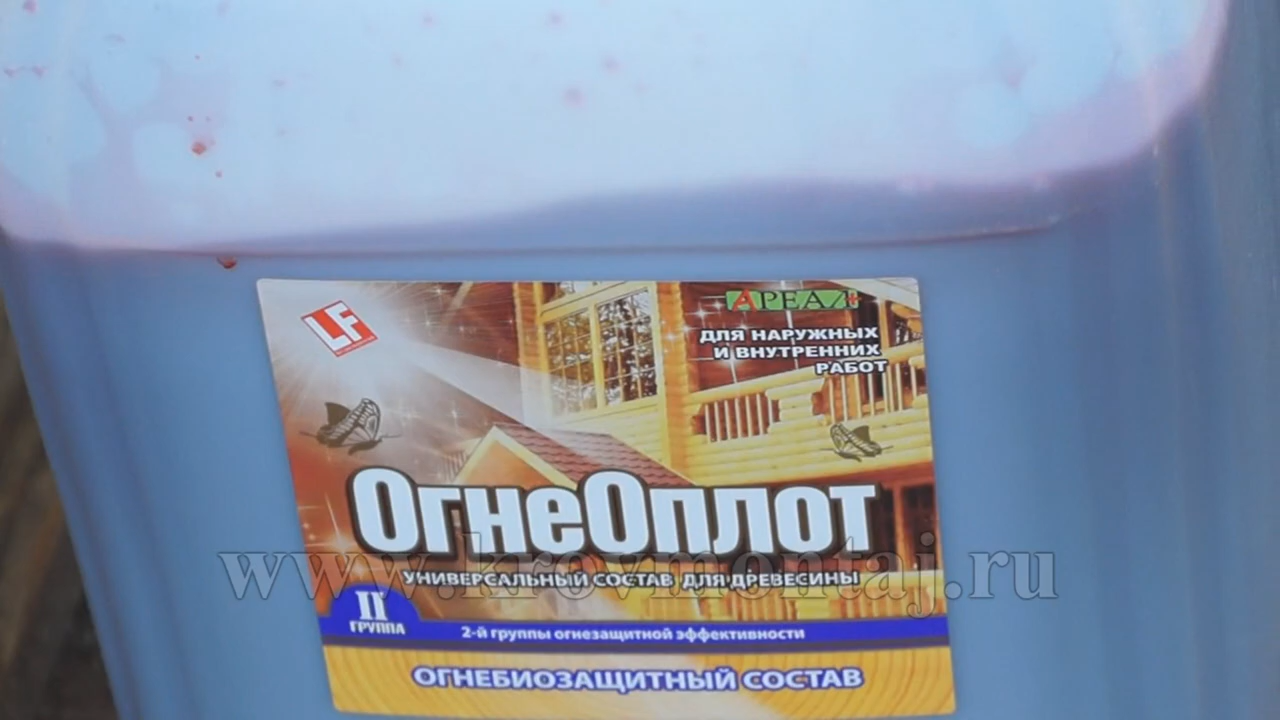 LF
АРЕАЛ+
ДЛЯ НАРУЖНЫХ
И ВНУТРЕННИХ
РАБОТ
ОгнеОплот
www.krovmontaj.ru
УНИВЕРСАЛЬНЫЙ СОСТАВ ДЛЯ ДРЕВЕСИНЫ
II
ГРУППА
2-й группы огнезащитной эффективности
ОГНЕБИОЗАЩИТНЫЙ СОСТАВ